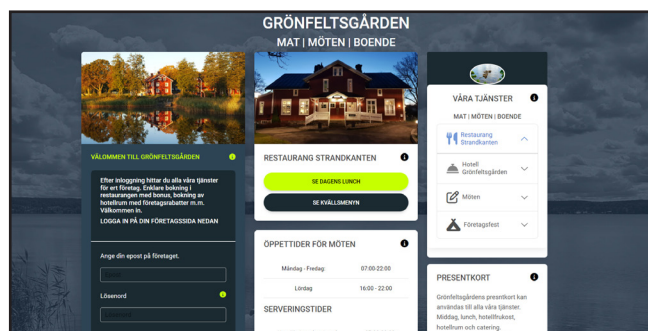 GRÖNFELTSGÅRDEN
MAT | MÖTEN | BOENDE
VÄLOMMEN TILL GRÖNFELTSGÅRDEN
Efter inloggning hittar du alla våra tjänster
för ert företag. Enklare bokning i
restaurangen med bonus, bokning av
hotellrum med företagsrabatter m.m.
Välkommen in.
LOGGA IN PÅ DIN FÖRETAGSSIDA NEDAN
Ange din epost på företaget.
Lösenord
Lösenord
RESTAURANG STRANDKANTEN
SE DAGENS LUNCH
SE KVÄLLSMENYN
ÖPPETTIDER FÖR MÖTEN
Måndag - Fredag: 07:00-22:00
Lördag 16:00 - 22:00
SERVERINGSTIDER
VÅRA TJÄNSTER
MAT | MÖTEN | BOENDE
Restaurang
Strandkanten
Hotell
Grönfeltsgården
Möten
Företagsfest
PRESENTKORT
Grönfeltsgårdens presntkort kan
användas till alla våra tjänster.
Middag, lunch, hotellfrukost,
hotellrum och catering.